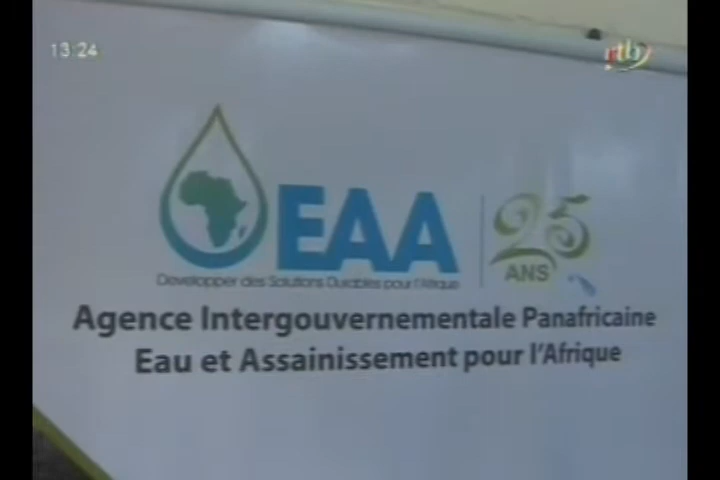 13:24
rtb
EAA
25
ANS
Developper des Solutions Durables pour l'Afrique
Agence Intergouvernementale Panafricaine
Eau et Assainissement pour l'Afrique